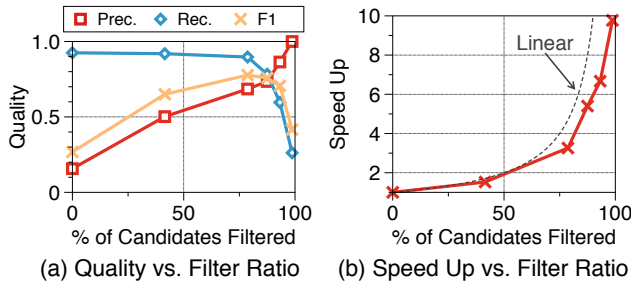 Prec. Rec. F1
1.0
0.5
0
Quality
0 50 100
% of Candidates Filtered
(a) Quality vs. Filter Ratio
10
8
6
4
2
Speed Up
Linear
0 50 100
% of Candidates Filtered
(b) Speed Up vs. Filter Ratio